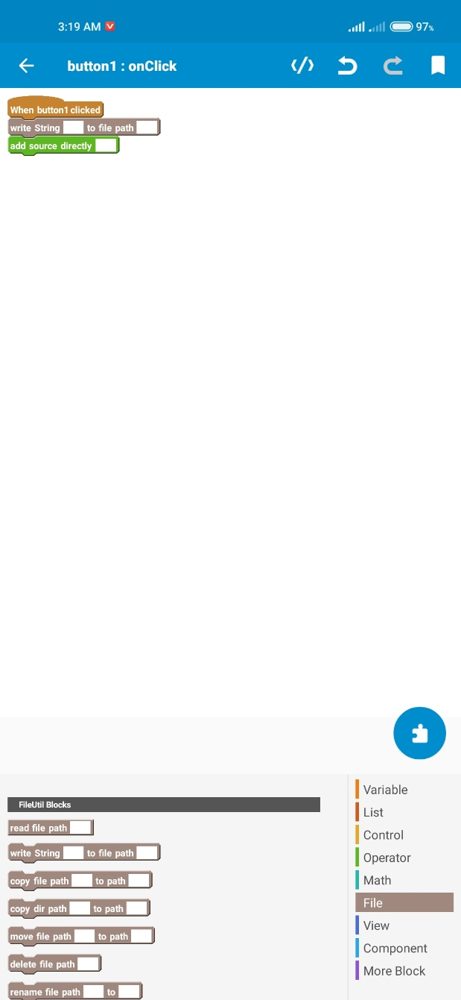 3:19 AM V 97%
button1 : onClick
When button1 clicked
write String to file path
add source directly
FileUtil Blocks
read file path
write String to file path
copy file path to path
copy dir path to path
move file path to path
delete file path
rename file path to
Variable
List
Control
Operator
Math
File
View
Component
More Block